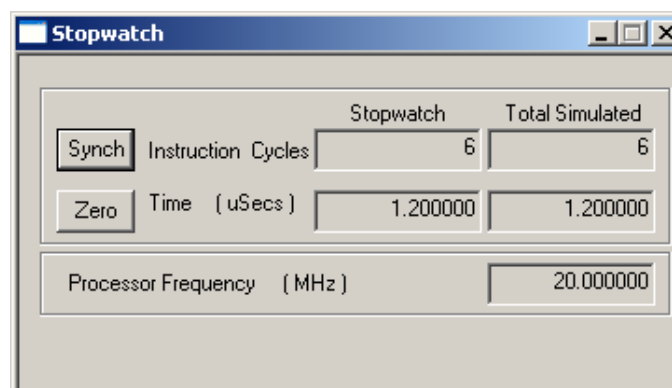 Stopwatch
Stopwatch Total Simulated
Synch Instruction Cycles 6 6
Zero Time (uSecs) 1.200000 1.200000
Processor Frequency (MHz) 20.000000